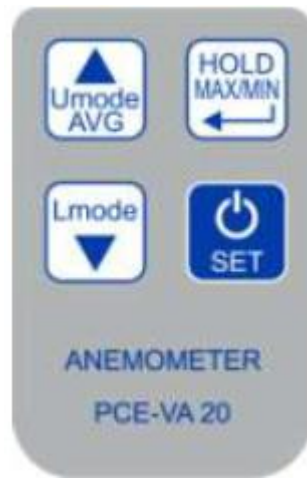 Umode
AVG
HOLD
MAX/MIN
Lmode
SET
ANEMOMETER
PCE-VA 20